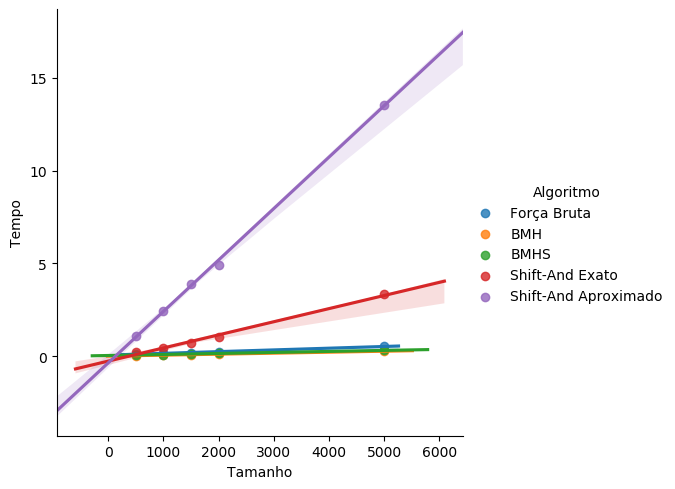 15
10
5
0
Tempo
0 1000 2000 3000 4000 5000 6000
Tamanho
Algoritmo
Força Bruta
BMH
BMHS
Shift-And Exato
Shift-And Aproximado